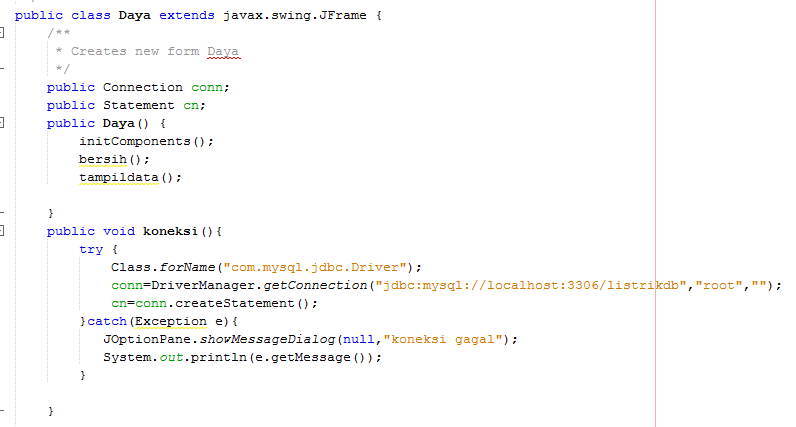 public class Daya extends javax.swing.JFrame {
/**
* Creates new form Daya
*/
public Connection conn;
public Statement cn;
public Daya() {
initComponents();
bersih();
tampildata();
}
public void koneksi(){
try {
Class.forName("com.mysql.jdbc.Driver");
conn=DriverManager.getConnection("jdbc:mysql://localhost:3306/listrikdb","root","");
cn=conn.createStatement();
}catch(Exception e){
JOptionPane.showMessageDialog(null,"koneksi gagal");
System.out.println(e.getMessage());
}
}